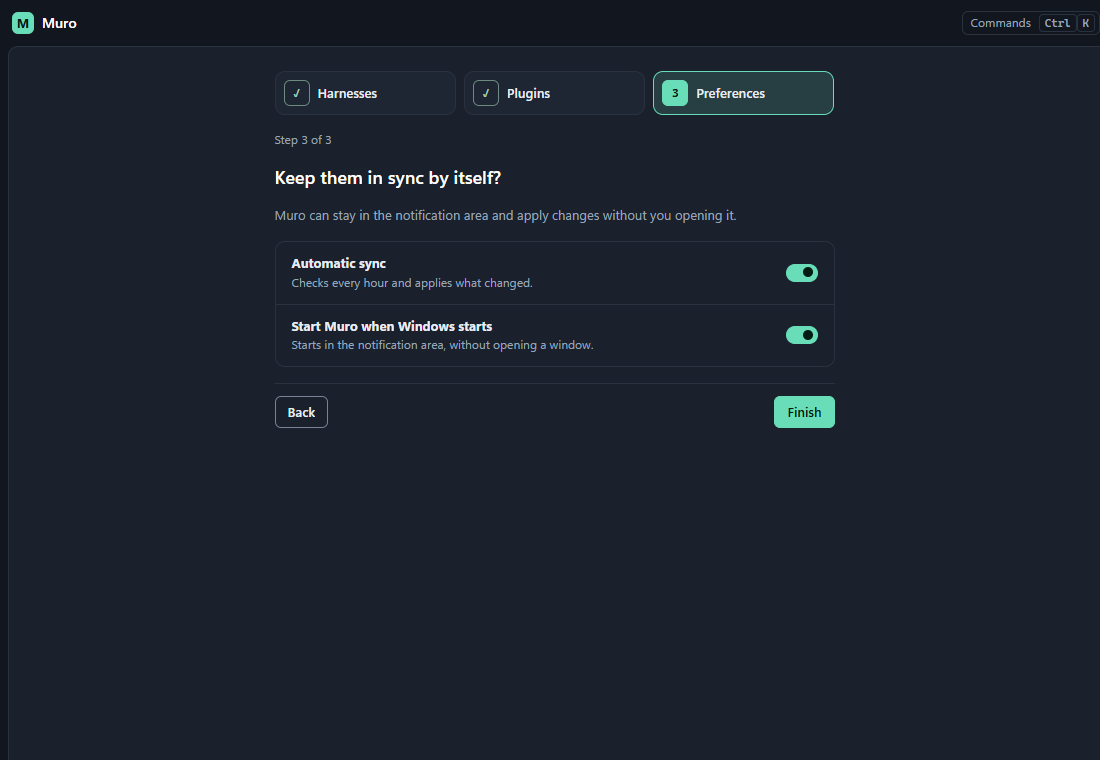 M Muro
Commands Ctrl K
✓ Harnesses
✓ Plugins
3 Preferences
Step 3 of 3
Keep them in sync by itself?
Muro can stay in the notification area and apply changes without you opening it.
Automatic sync
Checks every hour and applies what changed.
Start Muro when Windows starts
Starts in the notification area, without opening a window.
Back
Finish